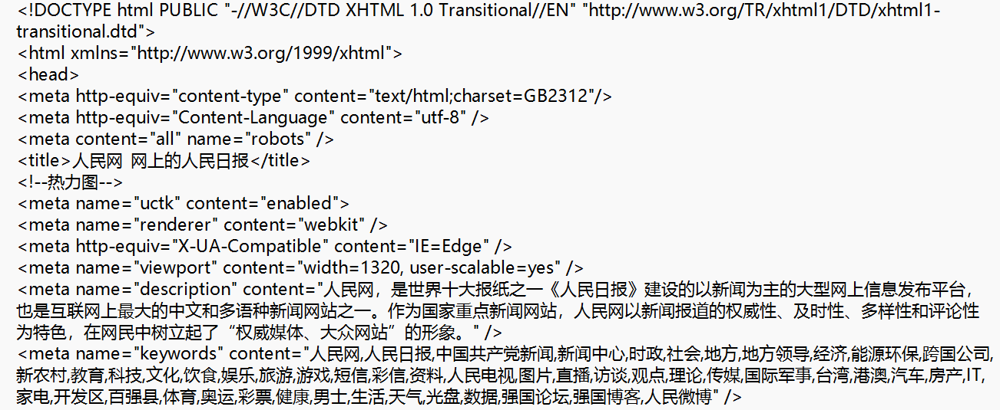 <!DOCTYPE html PUBLIC "-//W3C//DTD XHTML 1.0 Transitional//EN" "http://www.w3.org/TR/xhtml1/DTD/xhtml1-
transitional.dtd">
<html xmlns="http://www.w3.org/1999/xhtml">
<head>
<meta http-equiv="content-type" content="text/html;charset=GB2312"/>
<meta http-equiv="Content-Language" content="utf-8" />
<meta content="all" name="robots" />
<title>人民网  网上的人民日报</title>
<!--热力图-->
<meta name="uctk" content="enabled">
<meta name="renderer" content="webkit" />
<meta http-equiv="X-UA-Compatible" content="IE=Edge" />
<meta name="viewport" content="width=1320, user-scalable=yes" />
<meta name="description" content="人民网，是世界十大报纸之一《人民日报》建设的以新闻为主的大型网上信息发布平台，
也是互联网上最大的中文和多语种新闻网站之一。作为国家重点新闻网站，人民网以新闻报道的权威性、及时性、多样性和评论性
为特色，在网民中树立起了“权威媒体、大众网站”的形象。" />
<meta name="keywords" content="人民网,人民日报,中国共产党新闻,新闻中心,时政,社会,地方,地方领导,经济,能源环保,跨国公司,
新农村,教育,科技,文化,饮食,娱乐,旅游,游戏,短信,彩信,资料,人民电视,图片,直播,访谈,观点,理论,传媒,国际军事,台湾,港澳,汽车,房产,IT,
家电,开发区,百强县,体育,奥运,彩票,健康,男士,生活,天气,光盘,数据,强国论坛,强国博客,人民微博" />